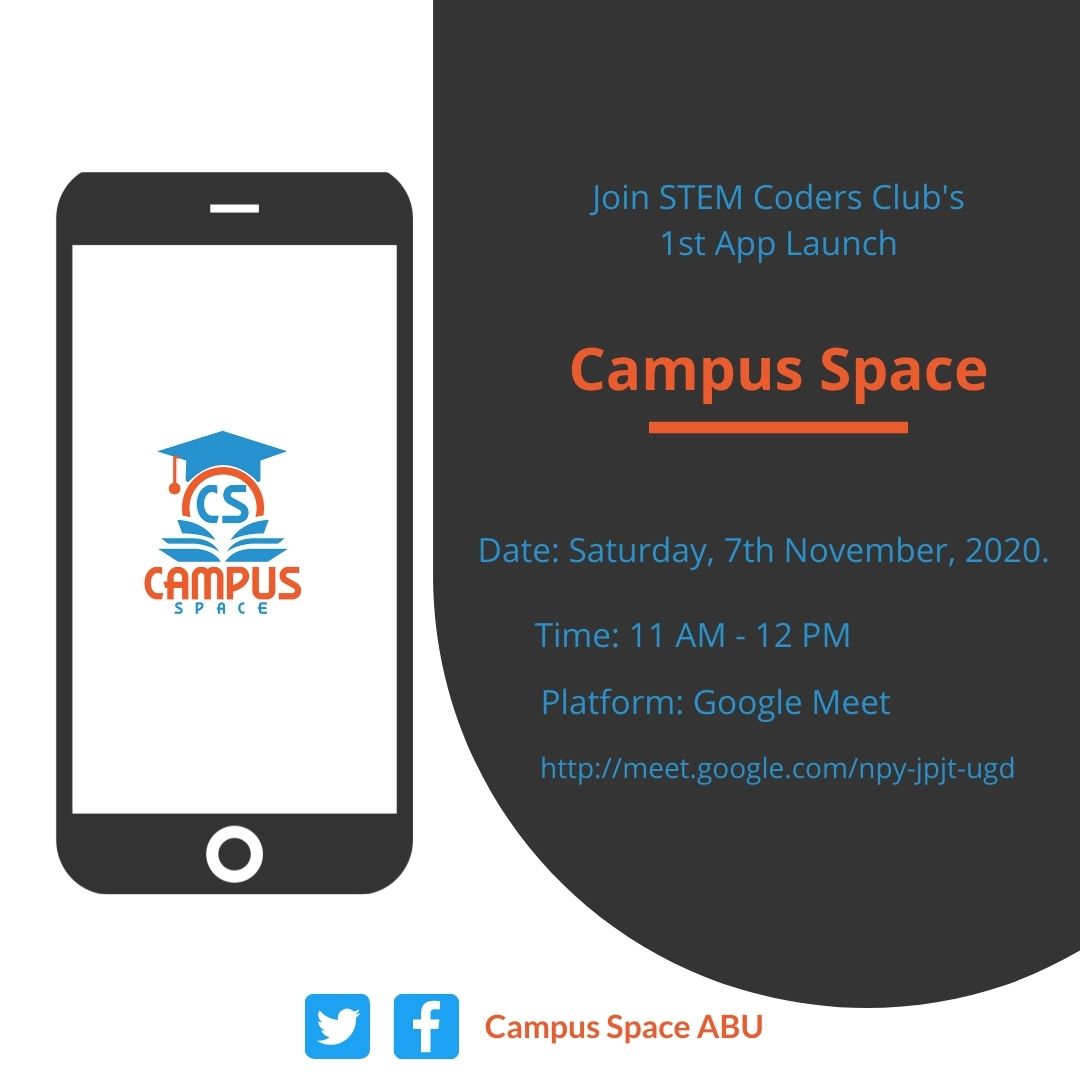 Join STEM Coders Club's
1st App Launch
Campus Space
CS
CAMPUS
SPACE
Date: Saturday, 7th November, 2020.
Time: 11 AM - 12 PM
Platform: Google Meet
http://meet.google.com/npy-jpjt-ugd
Campus Space ABU